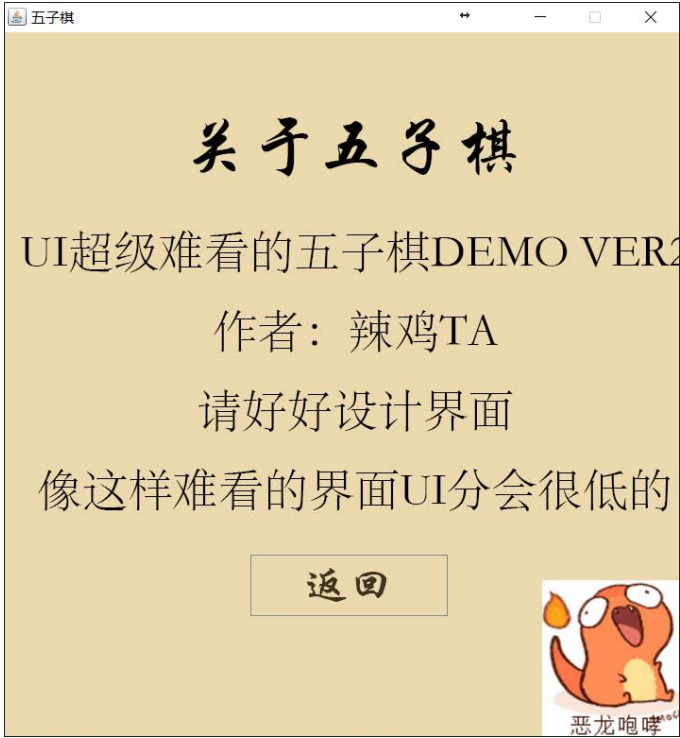 五子棋
关于五子棋
UI超级难看的五子棋DEMO VER2
作者：辣鸡TA
请好好设计界面
像这样难看的界面UI分会很低的
返回
恶龙咆哮